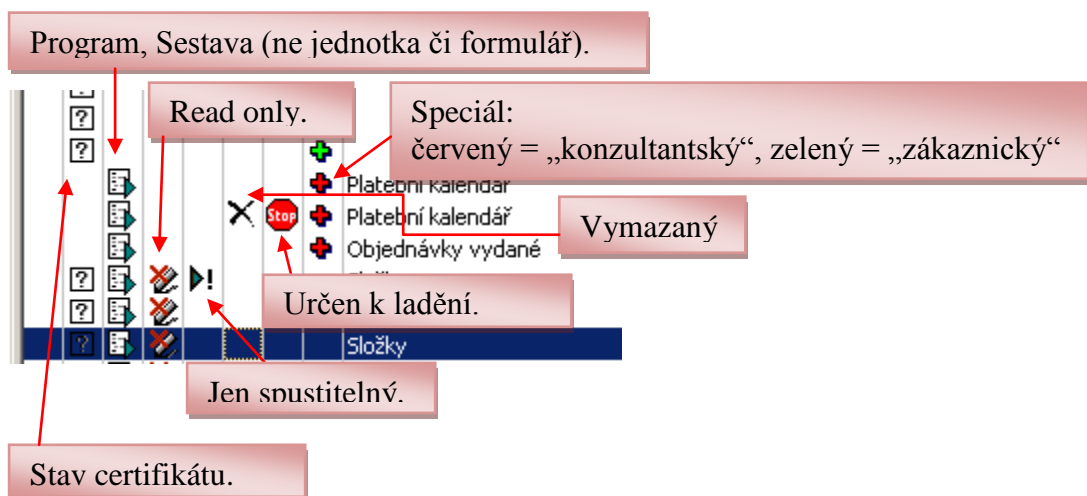 Program, Sestava (ne jednotka či formulář).
Read only.
Speciál:
červený = „konzultantský“, zelený = „zákaznický“
?
?
Platební kalendář
Stop
Platební kalendář
Vymazaný
Objednávky vydané
?
Určen k ladění.
?
?
Složky
Jen spustitelný.
Stav certifikátu.